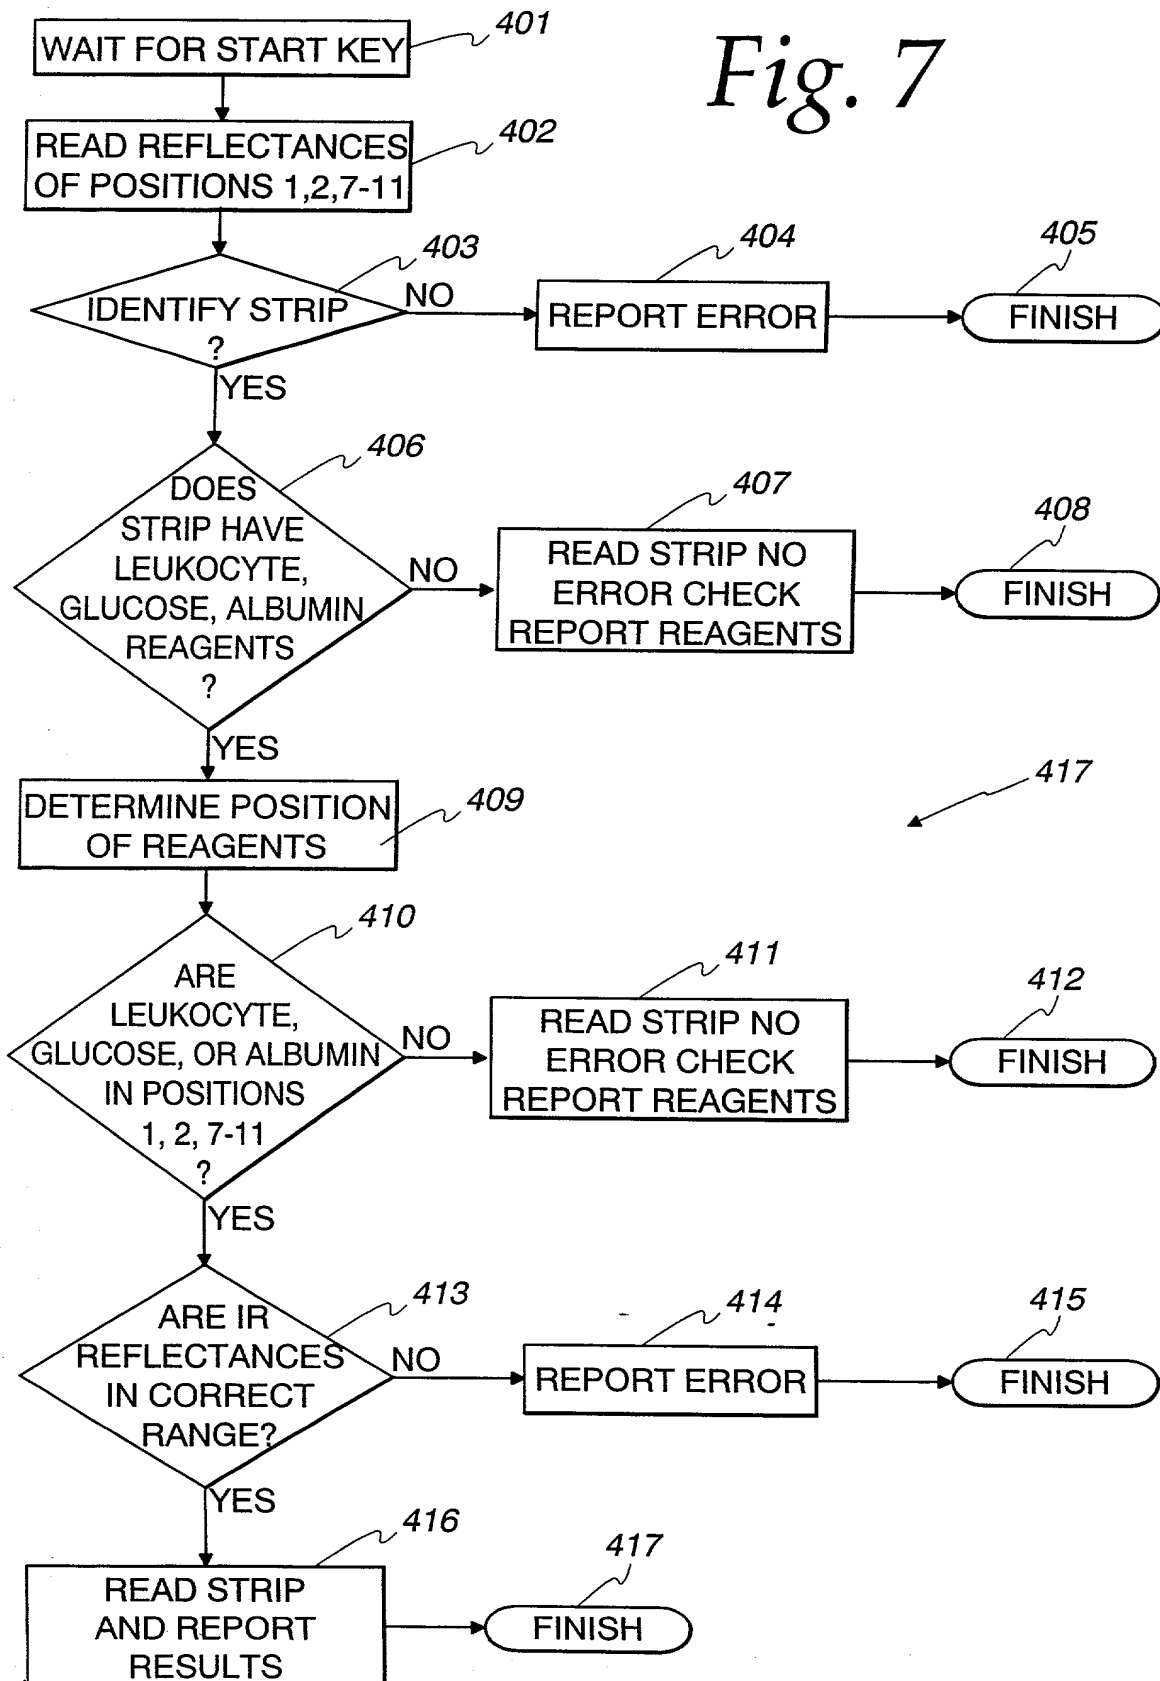 Fig. 7
401
WAIT FOR START KEY
402
READ REFLECTANCES
OF POSITIONS 1,2,7-11
403
IDENTIFY STRIP
?
NO
404
REPORT ERROR
405
FINISH
YES
406
DOES
STRIP HAVE
LEUKOCYTE,
GLUCOSE, ALBUMIN
REAGENTS
?
NO
407
READ STRIP NO
ERROR CHECK
REPORT REAGENTS
408
FINISH
YES
417
409
DETERMINE POSITION
OF REAGENTS
410
ARE
LEUKOCYTE,
GLUCOSE, OR ALBUMIN
IN POSITIONS
1, 2, 7-11
?
NO
411
READ STRIP NO
ERROR CHECK
REPORT REAGENTS
412
FINISH
YES
413
ARE IR
REFLECTANCES
IN CORRECT
RANGE?
NO
414
REPORT ERROR
415
FINISH
YES
416
READ STRIP
AND REPORT
RESULTS
417
FINISH